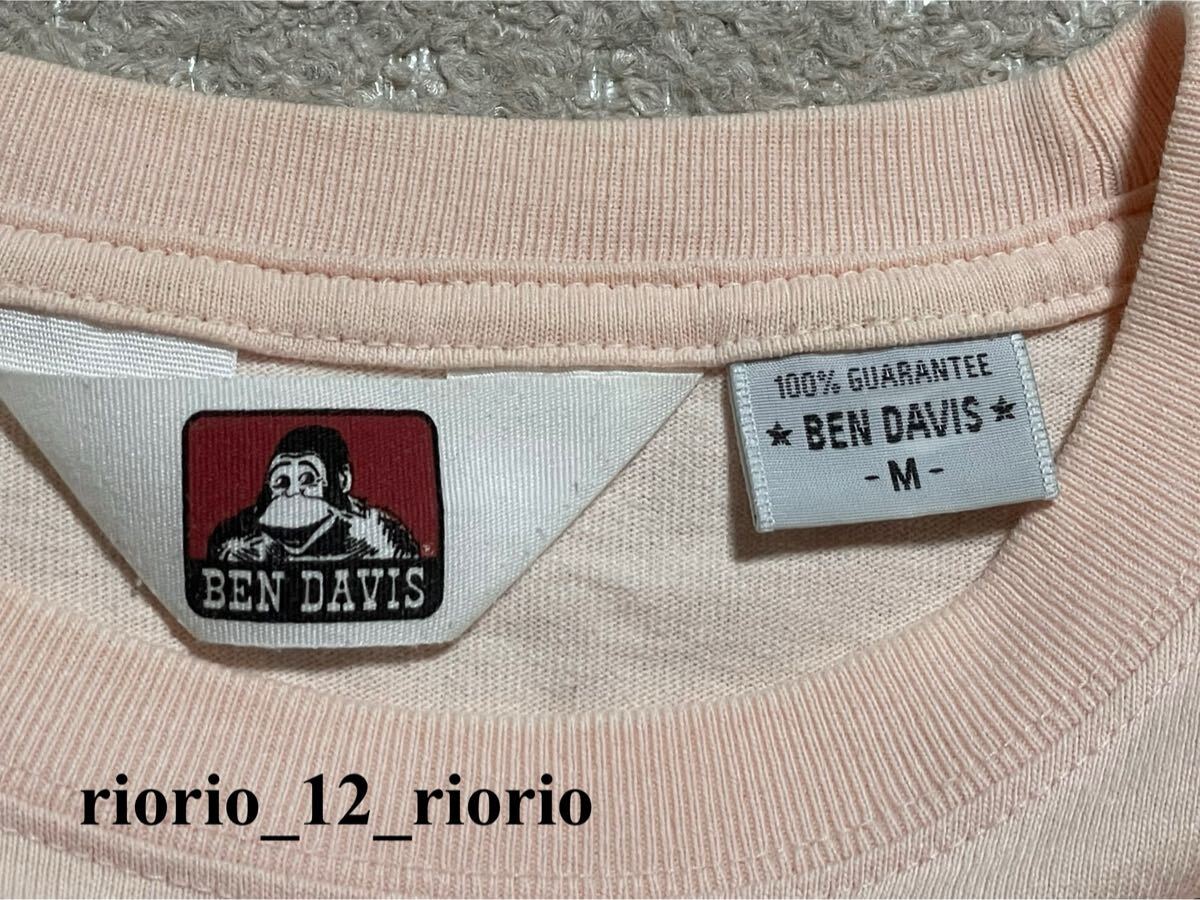 BEN DAVIS
100% GUARANTEE
★ BEN DAVIS ★
- M -
riorio_12_riorio